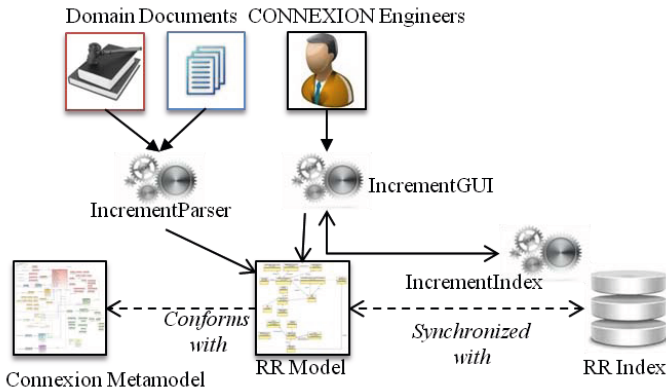 Domain Documents CONNEXION Engineers
IncrementGUI
IncrementParser
IncrementIndex
Conforms
with
Synchronized
with
Connexion Metamodel
RR Model
RR Index